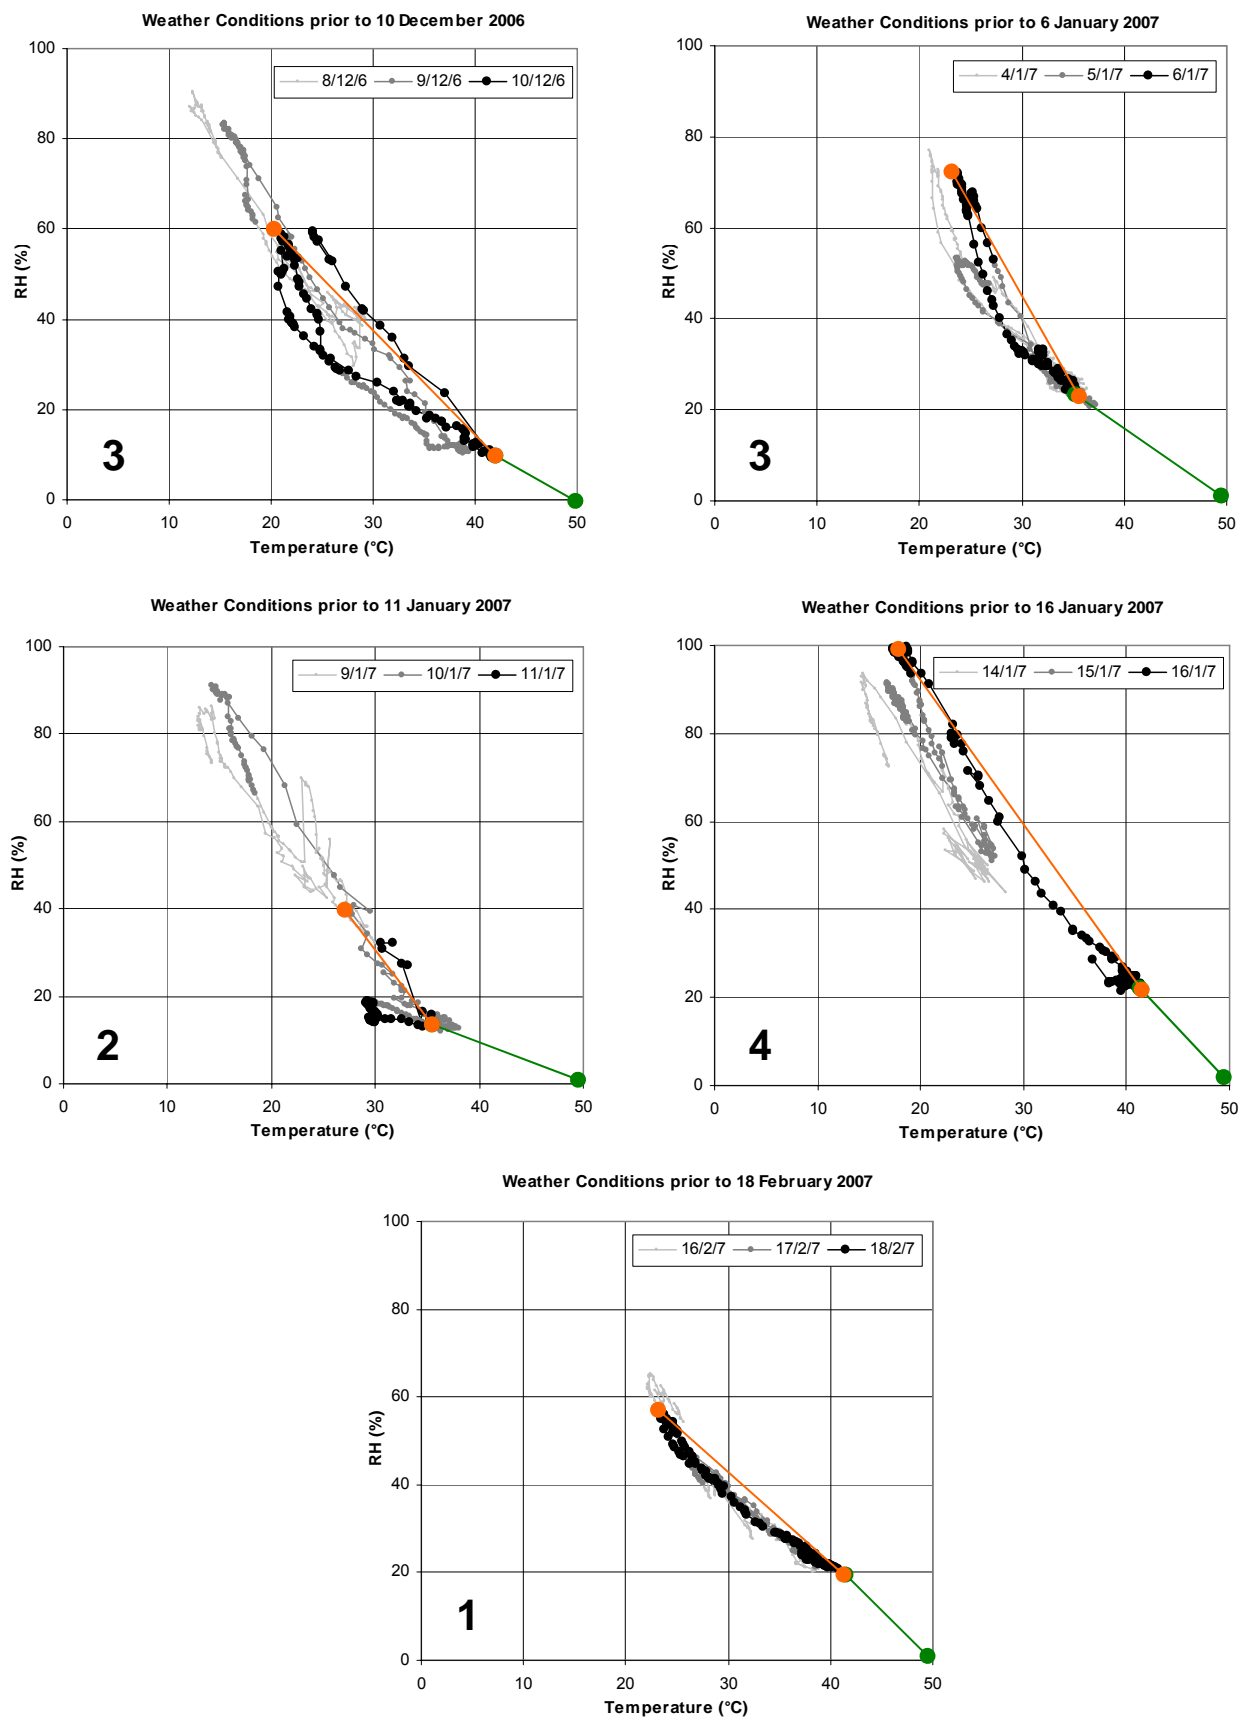 Weather Conditions prior to 10 December 2006
100
8/12/6 9/12/6 10/12/6
80
60
RH (%)
40
20
3
0
0 10 20 30 40 50
Temperature (°C)
Weather Conditions prior to 6 January 2007
100
4/1/7 5/1/7 6/1/7
80
60
RH (%)
40
20
3
0
0 10 20 30 40 50
Temperature (°C)
Weather Conditions prior to 11 January 2007
100
9/1/7 10/1/7 11/1/7
80
60
RH (%)
40
20
2
0
0 10 20 30 40 50
Temperature (°C)
Weather Conditions prior to 16 January 2007
100
14/1/7 15/1/7 16/1/7
80
60
RH (%)
40
20
4
0
0 10 20 30 40 50
Temperature (°C)
Weather Conditions prior to 18 February 2007
100
16/2/7 17/2/7 18/2/7
80
60
RH (%)
40
20
1
0
0 10 20 30 40 50
Temperature (°C)